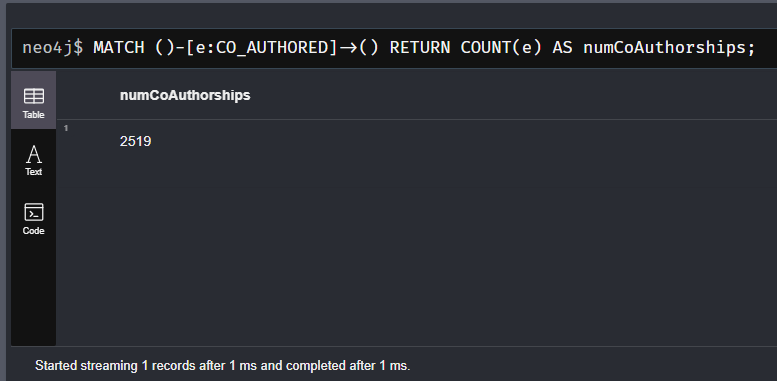 neo4j$ MATCH ()-[e:CO_AUTHORED]→() RETURN COUNT(e) AS numCoAuthorships;
Table
numCoAuthorships
1
2519
A
Text
Code
Started streaming 1 records after 1 ms and completed after 1 ms.